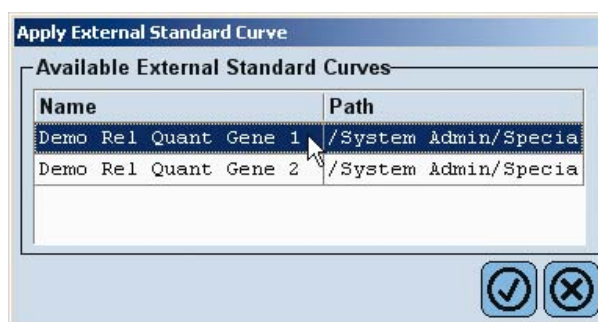 Apply External Standard Curve
Available External Standard Curves
Name Path
Demo Rel Quant Gene 1 /System Admin/Specia
Demo Rel Quant Gene 2 /System Admin/Specia